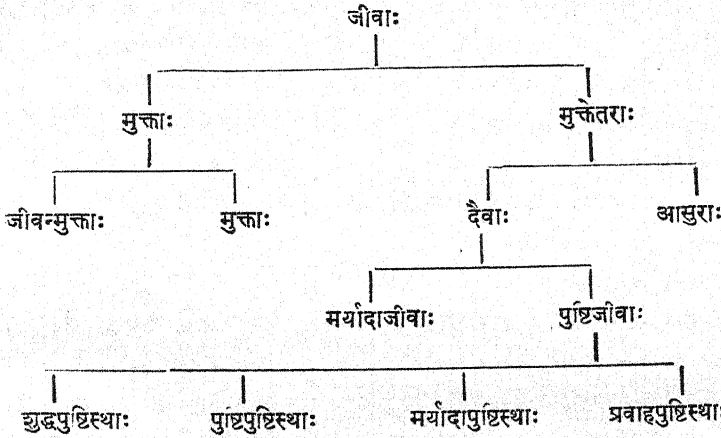 जीवाः
मुक्ताः मुक्तेतराः
जीवन्मुक्ताः मुक्ताः दैवाः आसुराः
मर्यादाजीवाः पुष्टिजीवाः
शुद्धपुष्टिस्थाः पुष्टिपुष्टिस्थाः मर्यादापुष्टिस्थाः प्रवाहपुष्टिस्थाः